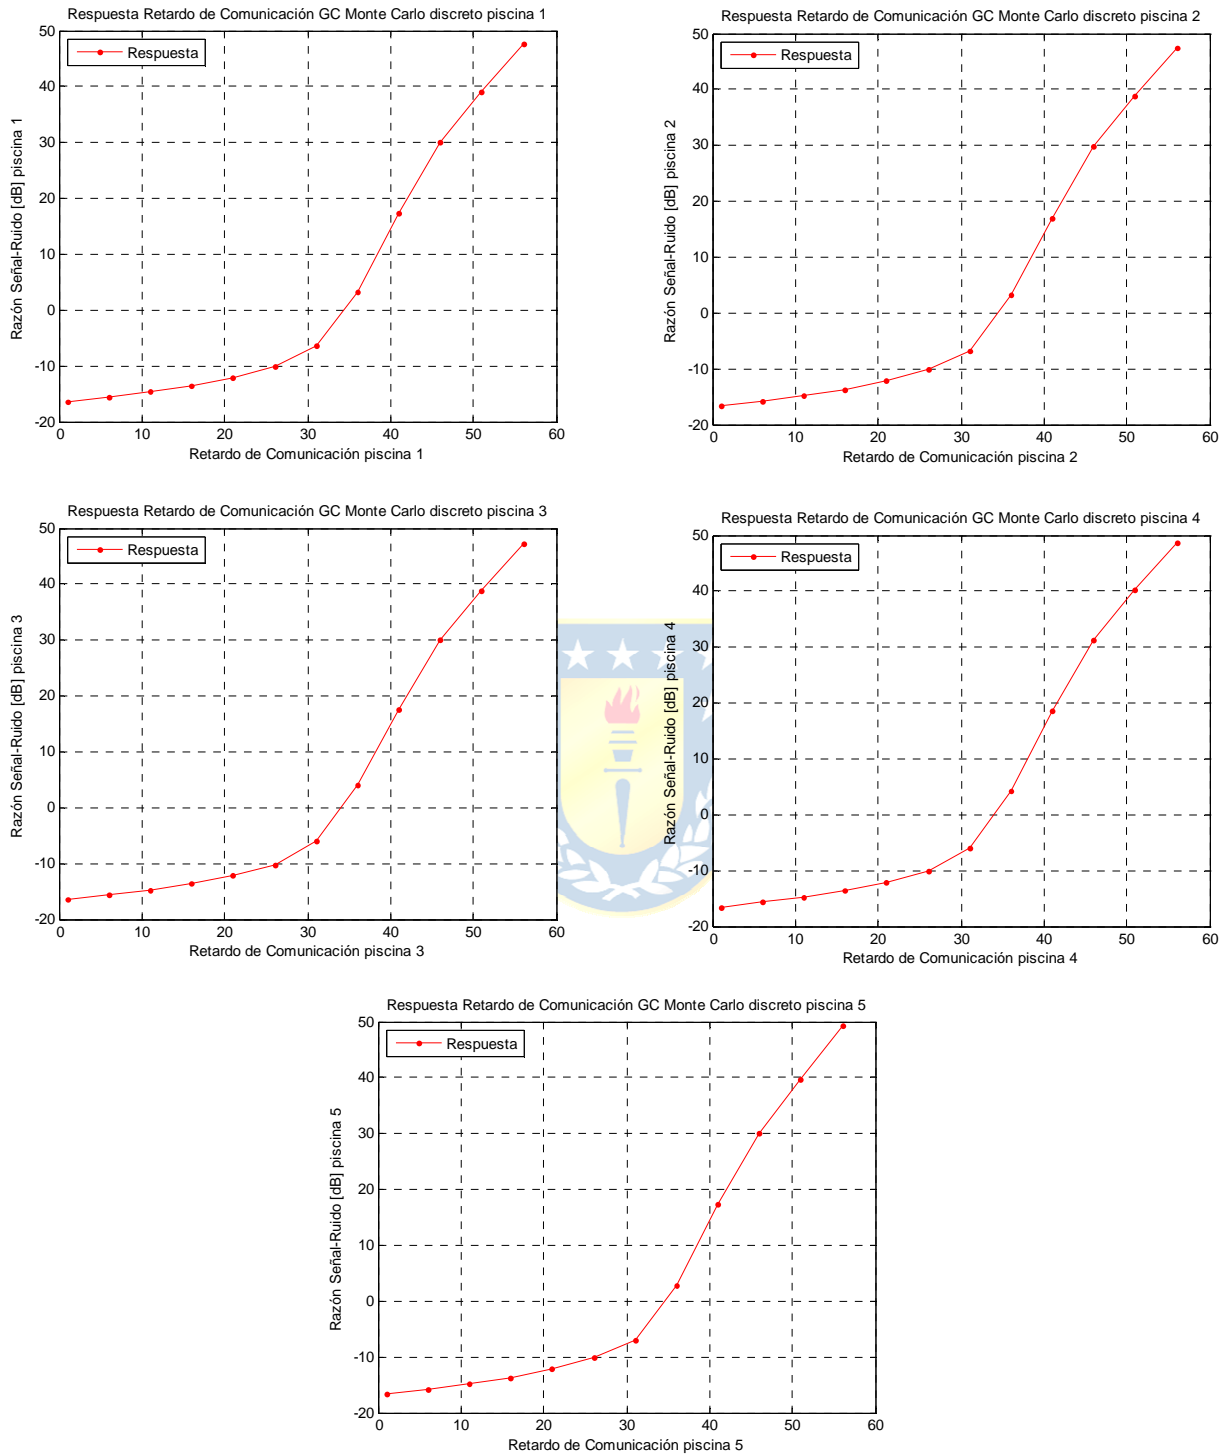 Respuesta Retardo de Comunicación GC Monte Carlo discreto piscina 1
Respuesta
Razón Señal-Ruido [dB] piscina 1
50
40
30
20
10
0
-10
-20
0 10 20 30 40 50 60
Retardo de Comunicación piscina 1
Respuesta Retardo de Comunicación GC Monte Carlo discreto piscina 2
Respuesta
Razón Señal-Ruido [dB] piscina 2
50
40
30
20
10
0
-10
-20
0 10 20 30 40 50 60
Retardo de Comunicación piscina 2
Respuesta Retardo de Comunicación GC Monte Carlo discreto piscina 3
Respuesta
Razón Señal-Ruido [dB] piscina 3
50
40
30
20
10
0
-10
-20
0 10 20 30 40 50 60
Retardo de Comunicación piscina 3
Respuesta Retardo de Comunicación GC Monte Carlo discreto piscina 4
Respuesta
Razón Señal-Ruido [dB] piscina 4
50
40
30
20
10
0
-10
-20
0 10 20 30 40 50 60
Retardo de Comunicación piscina 4
Respuesta Retardo de Comunicación GC Monte Carlo discreto piscina 5
Respuesta
Razón Señal-Ruido [dB] piscina 5
50
40
30
20
10
0
-10
-20
0 10 20 30 40 50 60
Retardo de Comunicación piscina 5